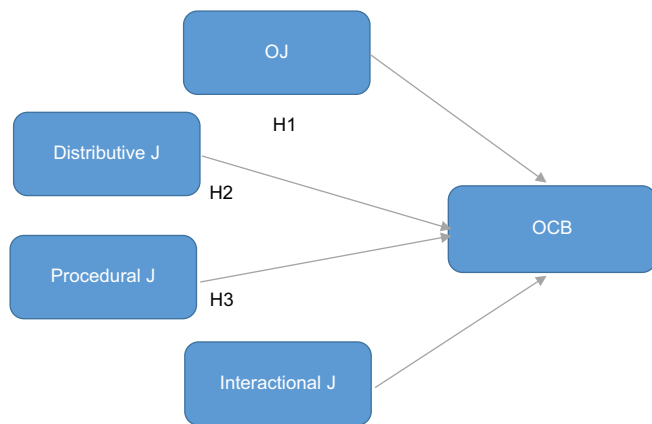 OJ
H1
Distributive J
H2
OCB
Procedural J
H3
Interactional J